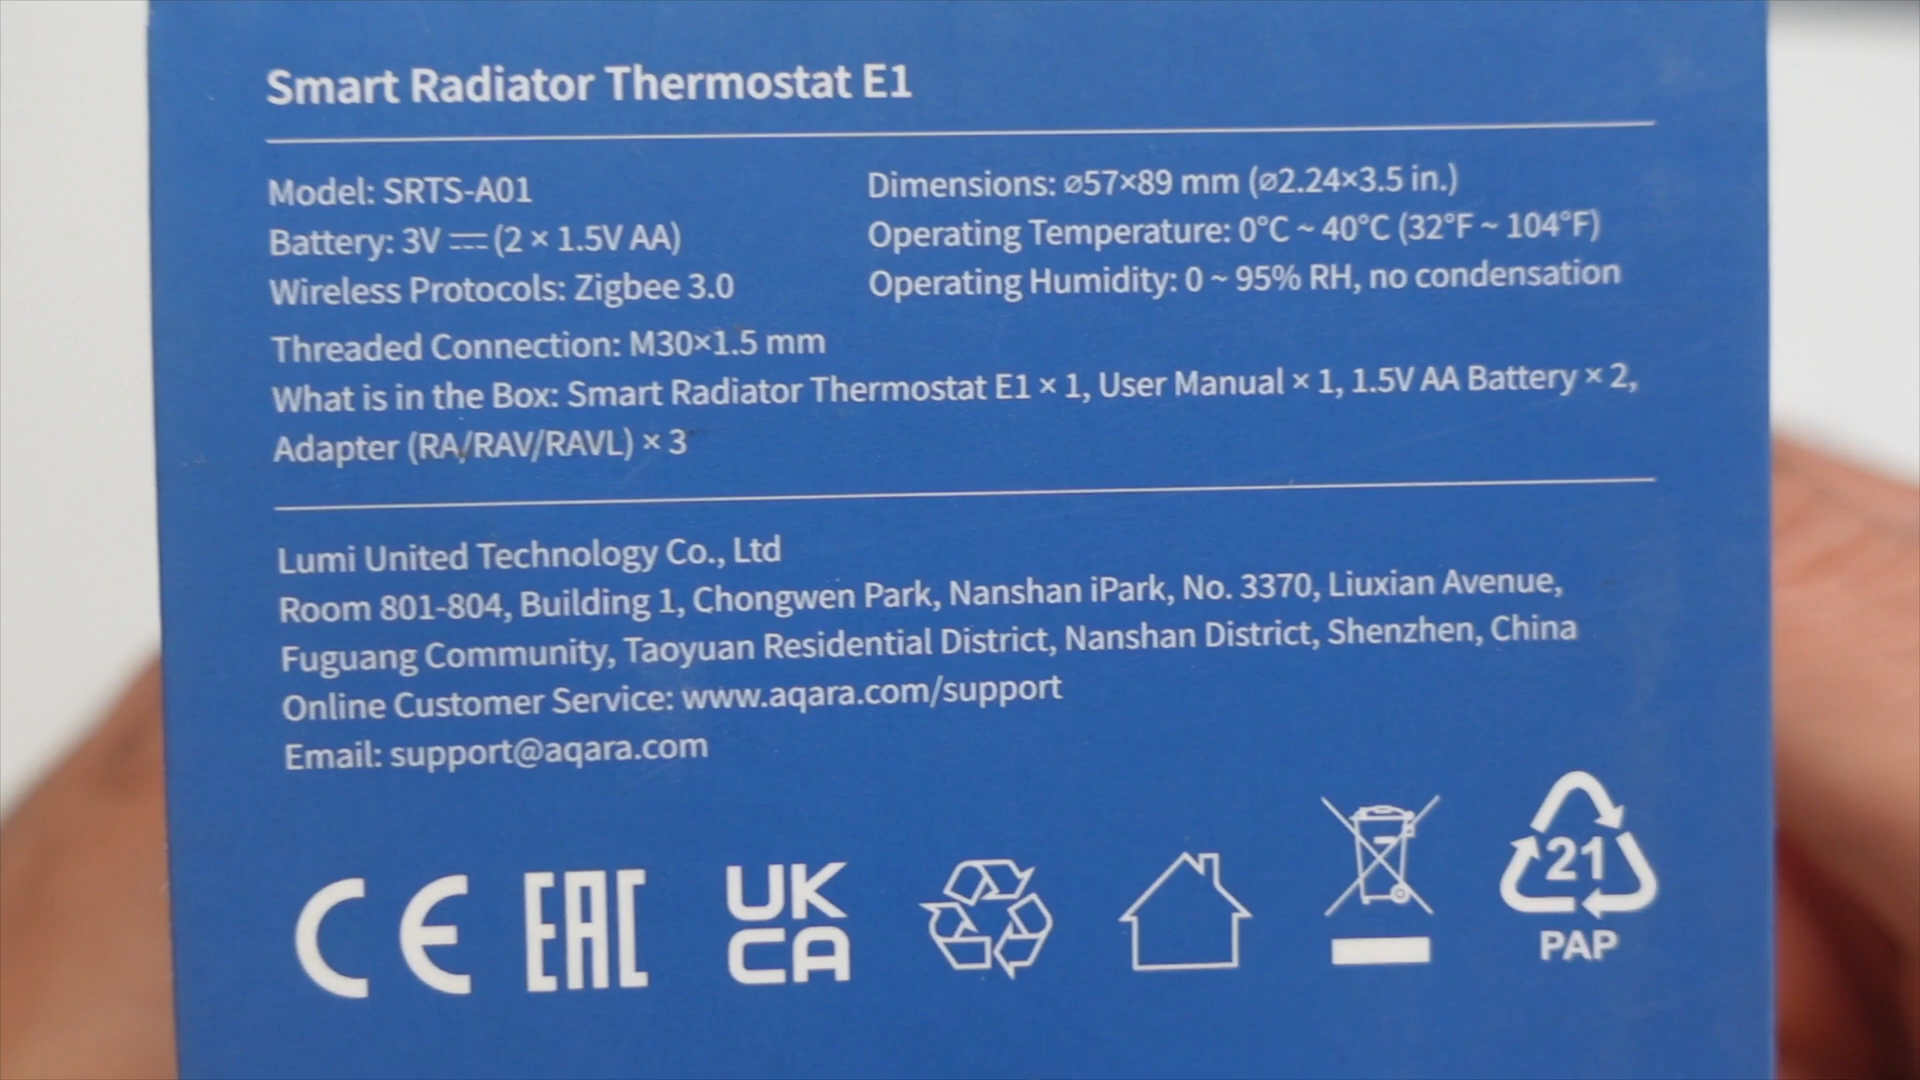 Smart Radiator Thermostat E1
Model: SRTS-A01
Battery: 3V ⎓ (2 × 1.5V AA)
Wireless Protocols: Zigbee 3.0
Dimensions: ⌀57×89 mm (⌀2.24×3.5 in.)
Operating Temperature: 0°C ~ 40°C (32°F ~ 104°F)
Operating Humidity: 0 ~ 95% RH, no condensation
Threaded Connection: M30×1.5 mm
What is in the Box: Smart Radiator Thermostat E1 × 1, User Manual × 1, 1.5V AA Battery × 2,
Adapter (RA/RAV/RAVL) × 3
Lumi United Technology Co., Ltd
Room 801-804, Building 1, Chongwen Park, Nanshan iPark, No. 3370, Liuxian Avenue,
Fuguang Community, Taoyuan Residential District, Nanshan District, Shenzhen, China
Online Customer Service: www.aqara.com/support
Email: support@aqara.com
CE
EAC
UK
CA
21
PAP